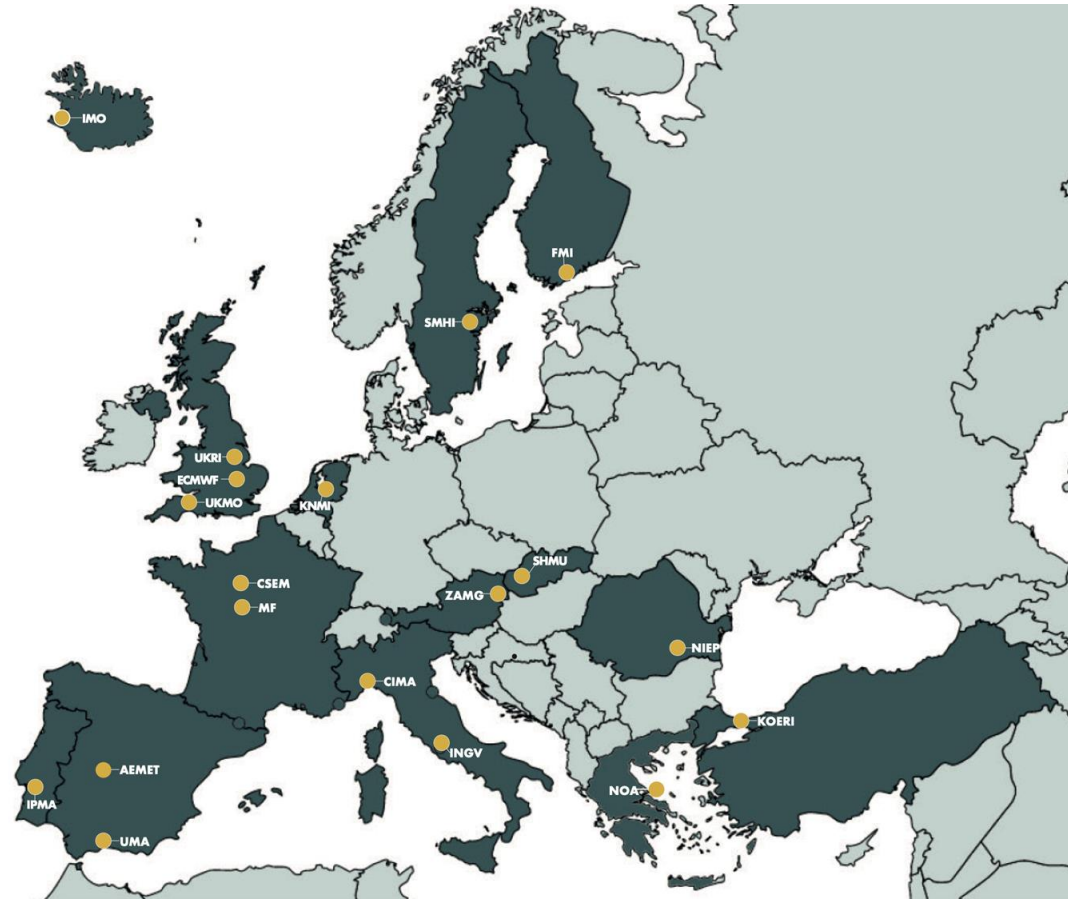 IMO
FMI
SMHI
UKRI
ECMWF
UKMO
KNMI
SHMU
CSEM
ZAMG
MF
NIEP
CIMA
KOERI
INGV
AEMET
NOA
IPMA
UMA